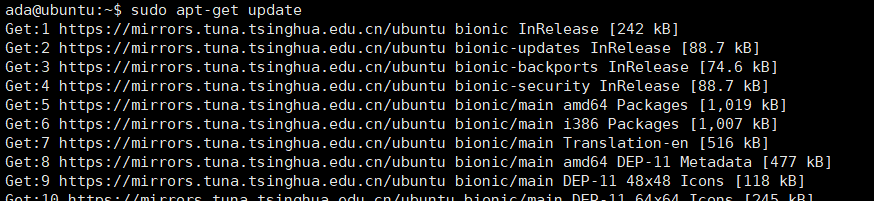 ada@ubuntu:~$ sudo apt-get update
Get:1 https://mirrors.tuna.tsinghua.edu.cn/ubuntu bionic InRelease [242 kB]
Get:2 https://mirrors.tuna.tsinghua.edu.cn/ubuntu bionic-updates InRelease [88.7 kB]
Get:3 https://mirrors.tuna.tsinghua.edu.cn/ubuntu bionic-backports InRelease [74.6 kB]
Get:4 https://mirrors.tuna.tsinghua.edu.cn/ubuntu bionic-security InRelease [88.7 kB]
Get:5 https://mirrors.tuna.tsinghua.edu.cn/ubuntu bionic/main amd64 Packages [1,019 kB]
Get:6 https://mirrors.tuna.tsinghua.edu.cn/ubuntu bionic/main i386 Packages [1,007 kB]
Get:7 https://mirrors.tuna.tsinghua.edu.cn/ubuntu bionic/main Translation-en [516 kB]
Get:8 https://mirrors.tuna.tsinghua.edu.cn/ubuntu bionic/main amd64 DEP-11 Metadata [477 kB]
Get:9 https://mirrors.tuna.tsinghua.edu.cn/ubuntu bionic/main DEP-11 48x48 Icons [118 kB]
Get:10 https://mirrors.tuna.tsinghua.edu.cn/ubuntu bionic/main DEP-11 64x64 Icons [245 kB]